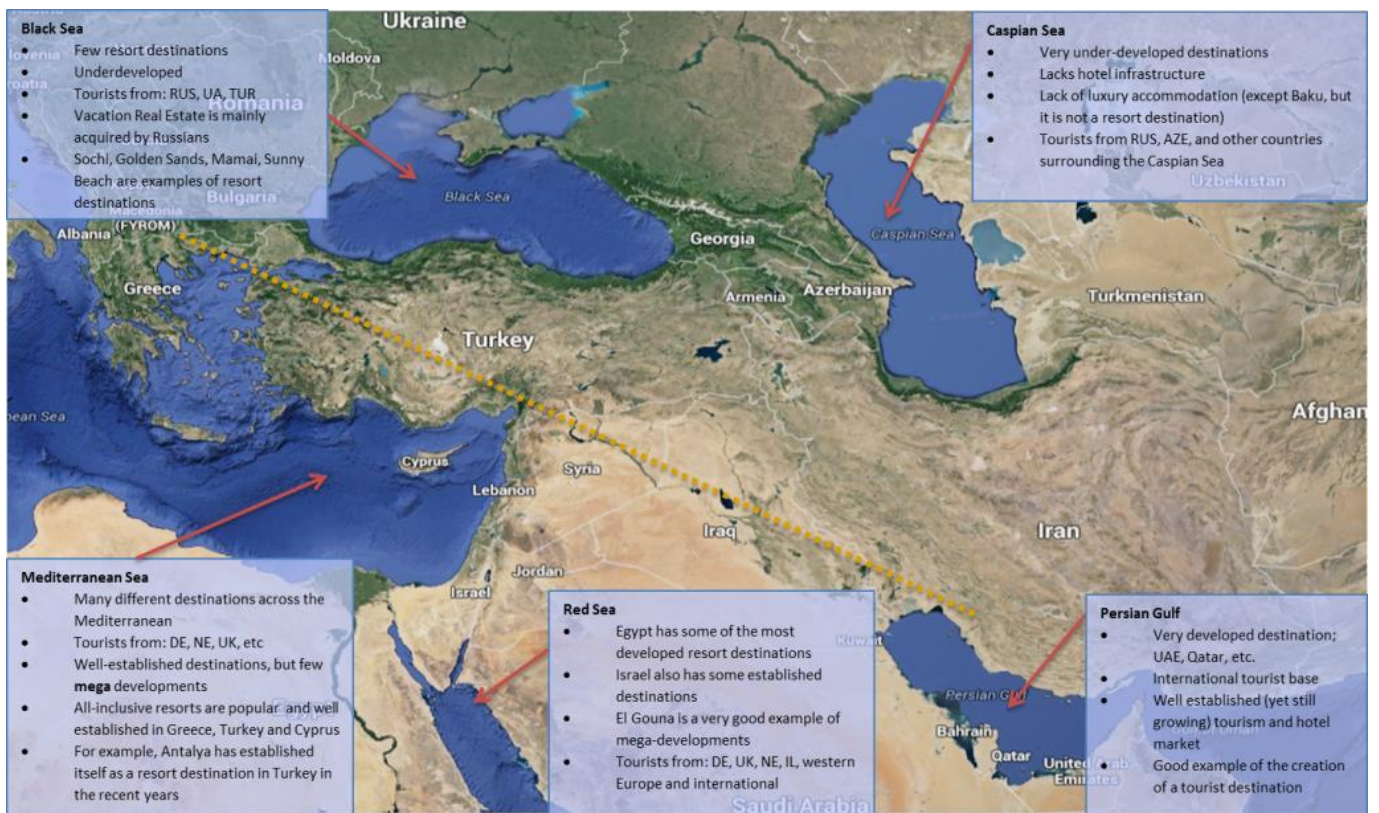 Black Sea
• Few resort destinations
• Underdeveloped
• Tourists from: RUS, UA, TUR
• Vacation Real Estate is mainly
acquired by Russians
• Sochi, Golden Sands, Mamai, Sunny
Beach are examples of resort
destinations
Caspian Sea
• Very under-developed destinations
• Lacks hotel infrastructure
• Lack of luxury accommodation (except Baku, but
it is not a resort destination)
• Tourists from RUS, AZE, and other countries
surrounding the Caspian Sea
Ukraine
Moldova
Romania
Bulgaria
Macedonia
(FYROM)
Albania
Greece
Black Sea
Georgia
Armenia
Azerbaijan
Caspian Sea
Uzbekistan
Turkmenistan
Turkey
Afghan
Cyprus
Syria
Lebanon
Iraq
Iran
Jordan
Israel
Kuwait
Persian Gulf
Bahrain
Qatar
United Arab
Emirates
Saudi Arabia
Mediterranean Sea
• Many different destinations across the
Mediterranean
• Tourists from: DE, NE, UK, etc
• Well-established destinations, but few
mega developments
• All-inclusive resorts are popular and well
established in Greece, Turkey and Cyprus
• For example, Antalya has established
itself as a resort destination in Turkey in
the recent years
Red Sea
• Egypt has some of the most
developed resort destinations
• Israel also has some established
destinations
• El Gouna is a very good example of
mega-developments
• Tourists from: DE, UK, NE, IL, western
Europe and international
Persian Gulf
• Very developed destination;
UAE, Qatar, etc.
• International tourist base
• Well established (yet still
growing) tourism and hotel
market
• Good example of the creation
of a tourist destination